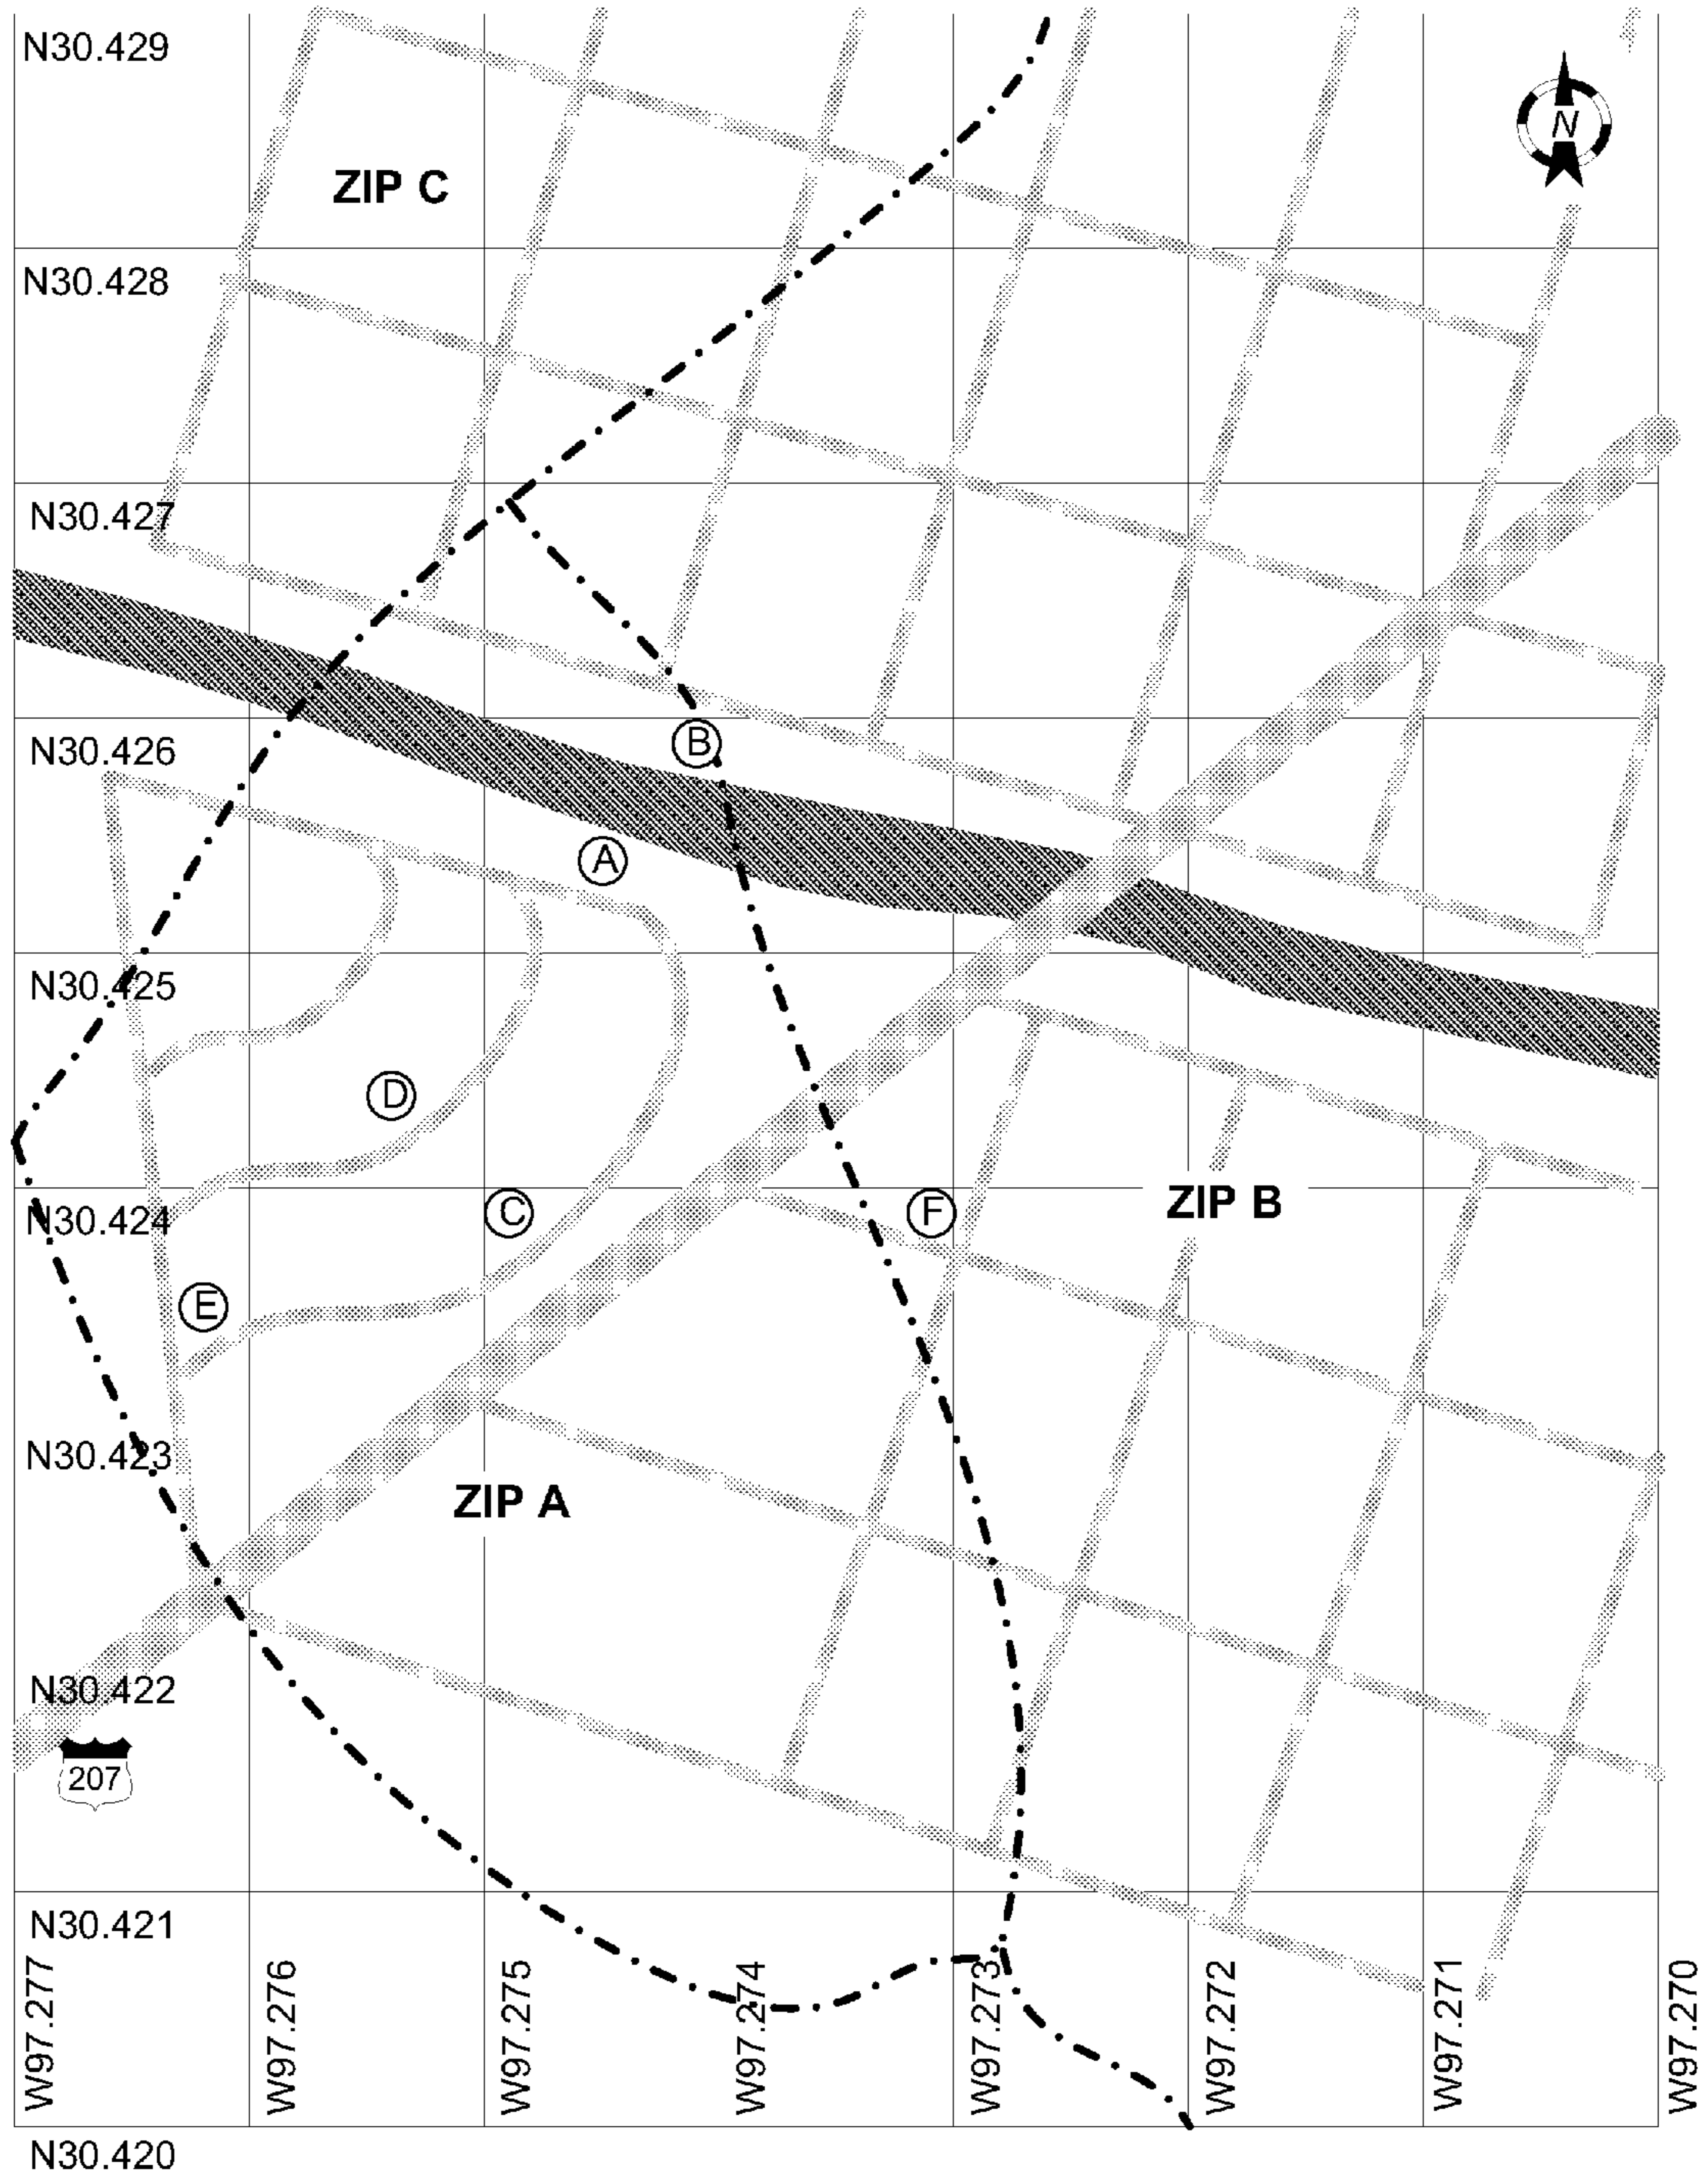 N30.429
N
ZIP C
N30.428
N30.427
B
N30.426
A
N30.425
D
ZIP B
N30.424
C
F
E
N30.423
ZIP A
N30.422
207
N30.421
W97.277
W97.276
W97.275
W97.274
W97.273
W97.272
W97.271
W97.270
N30.420